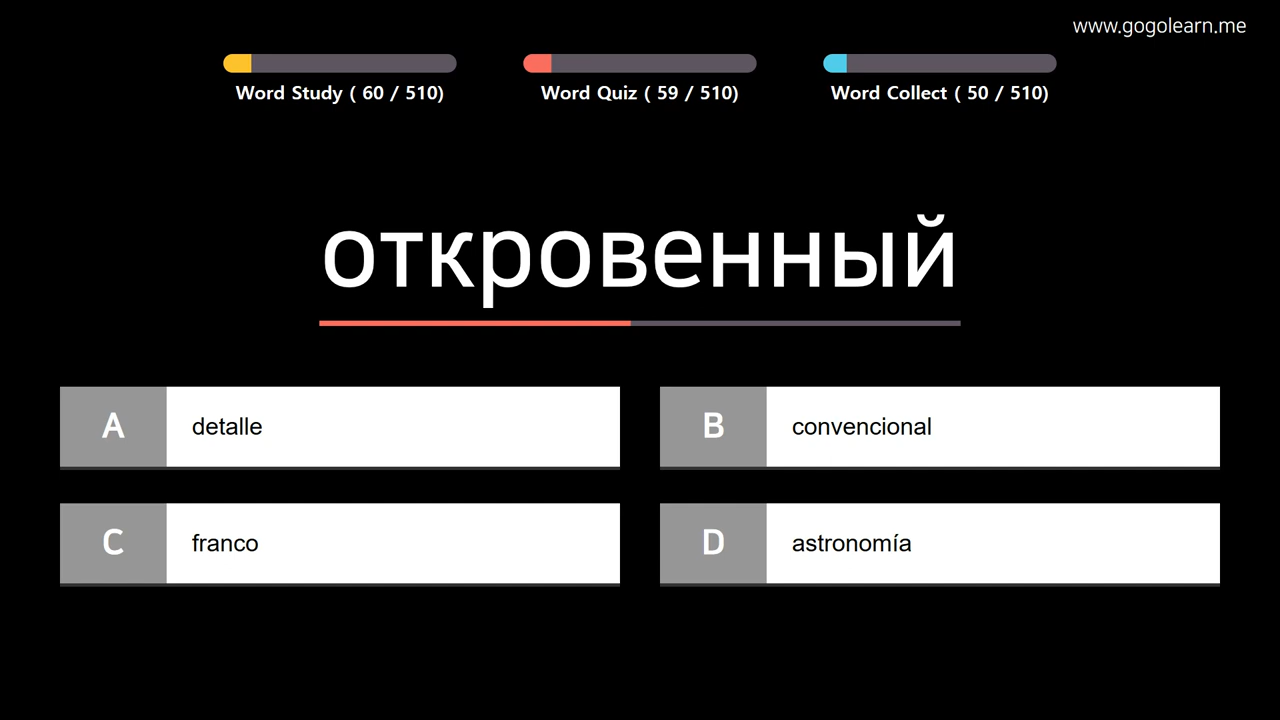 www.gogolearn.me
Word Study ( 60 / 510)
Word Quiz ( 59 / 510)
Word Collect ( 50 / 510)
откровенный
A detalle
B convencional
C franco
D astronomía